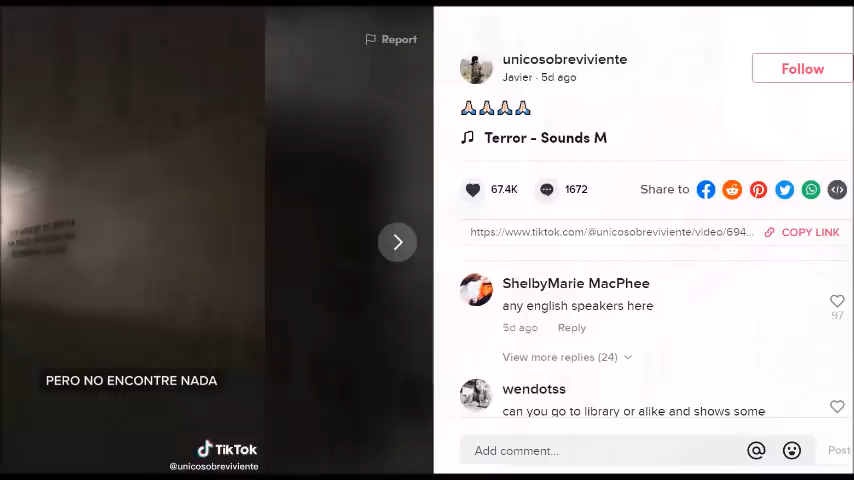 Report
PERO NO ENCONTRE NADA
TikTok
@unicosobreviviente
unicosobreviviente
Javier · 5d ago
Follow
🙏🙏🙏🙏
Terror - Sounds M
67.4K
1672
Share to
https://www.tiktok.com/@unicosobreviviente/video/694...
COPY LINK
ShelbyMarie MacPhee
any english speakers here
97
5d ago Reply
View more replies (24)
wendotss
can you go to library or alike and shows some
Add comment...
Post